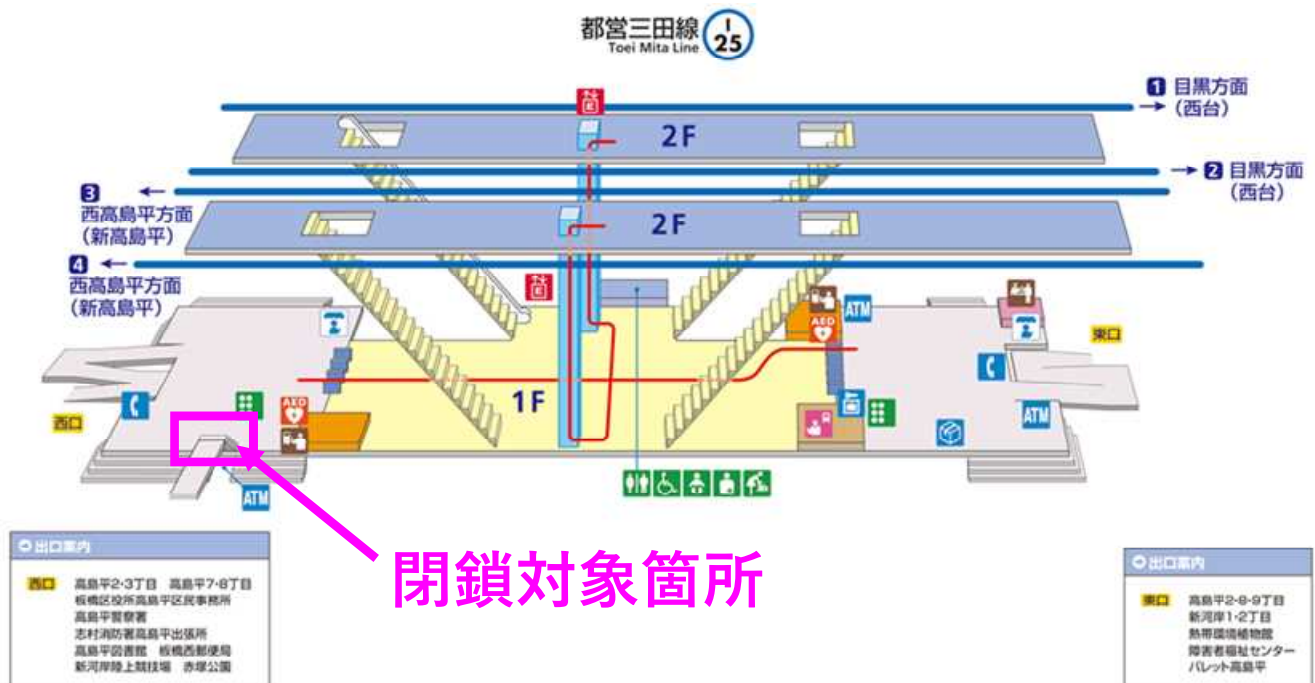 都営三田線
Toei Mita Line
I
25
1 目黒方面
(西台)
2F
2 目黒方面
(西台)
3
西高島平方面
(新高島平)
2F
4
西高島平方面
(新高島平)
ATM
AED
東口
1F
西口
AED
ATM
ATM
閉鎖対象箇所
出口案内
西口 高島平2・3丁目 高島平7・8丁目
板橋区役所高島平区民事務所
高島平警察署
志村消防署高島平出張所
高島平図書館 板橋西郵便局
新河岸陸上競技場 赤塚公園
出口案内
東口 高島平2・8・9丁目
新河岸1・2丁目
熱帯環境植物館
障害者福祉センター
パレット高島平